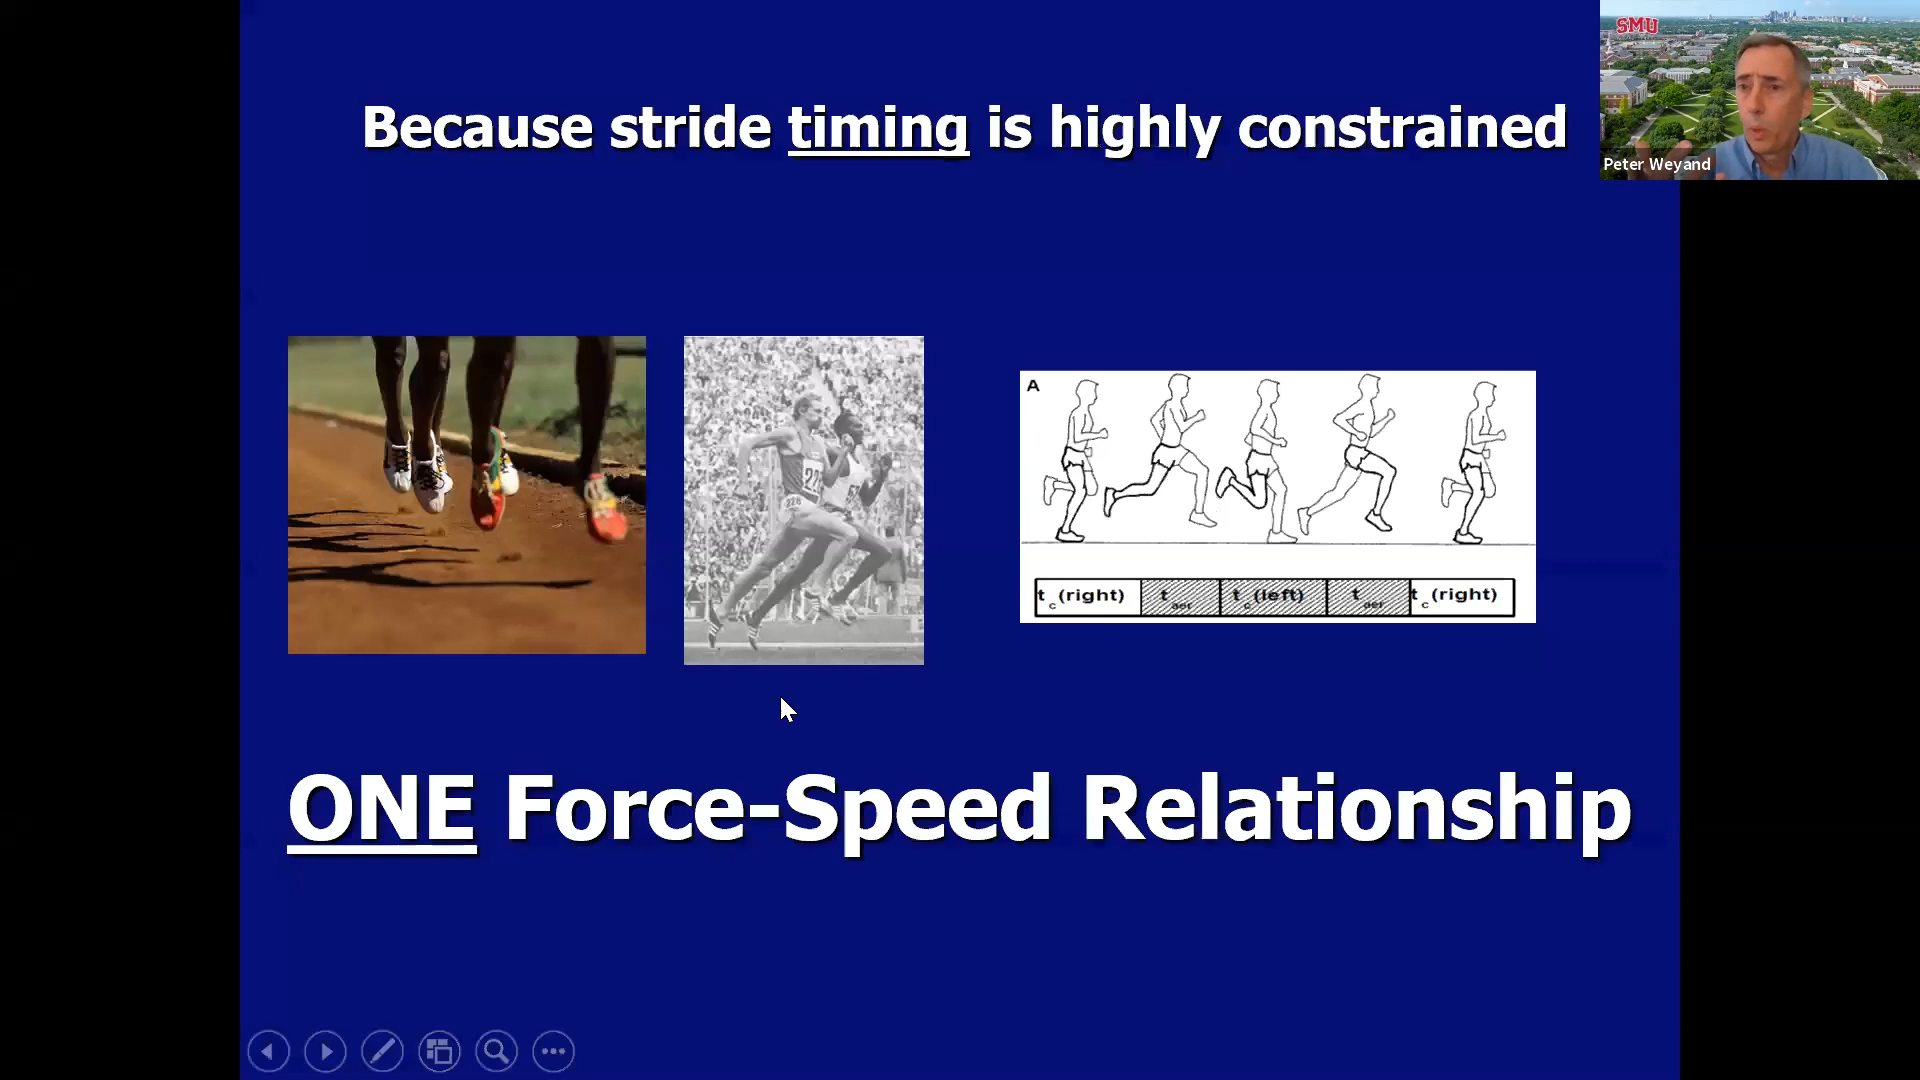 SMU
Peter Weyand
Because stride timing is highly constrained
A
t c (right) t aer t c (left) t aer t c (right)
ONE Force-Speed Relationship